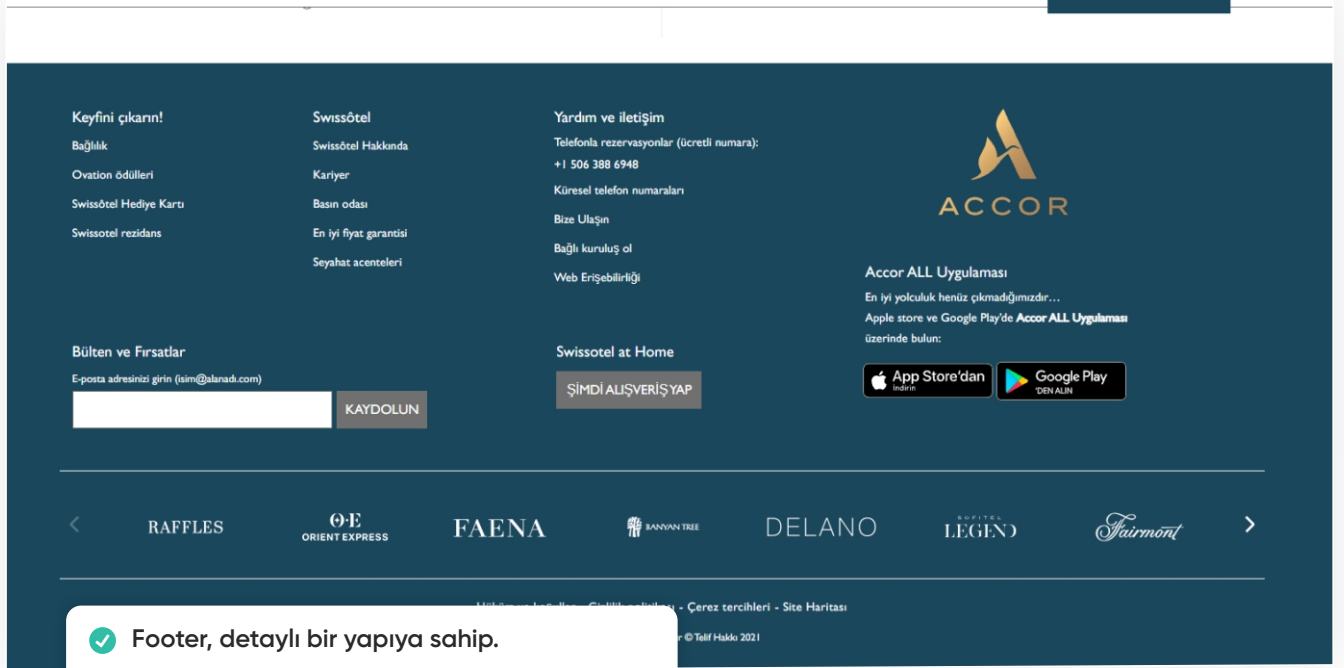 Keyfini çıkarın!
Bağlılık
Ovation ödülleri
Swissôtel Hediye Kartı
Swissotel rezidans
Swissôtel
Swissôtel Hakkında
Kariyer
Basın odası
En iyi fiyat garantisi
Seyahat acenteleri
Yardım ve iletişim
Telefonla rezervasyonlar (ücretli numara):
+1 506 388 6948
Küresel telefon numaraları
Bize Ulaşın
Bağlı kuruluş ol
Web Erişebilirliği
ACCOR
Accor ALL Uygulaması
En iyi yolculuk henüz çıkmadığımızdır…
Apple store ve Google Play'de Accor ALL Uygulaması
üzerinde bulun:
App Store'dan
İndirin
Google Play
'DEN ALIN
Bülten ve Fırsatlar
E-posta adresinizi girin (isim@alanadı.com)
KAYDOLUN
Swissotel at Home
ŞİMDİ ALIŞVERİŞ YAP
RAFFLES
O·E
ORIENT EXPRESS
FAENA
BANYAN TREE
DELANO
SOFITEL
LEGEND
Fairmont
- Çerez tercihleri - Site Haritası
© Telif Hakkı 2021
Footer, detaylı bir yapıya sahip.